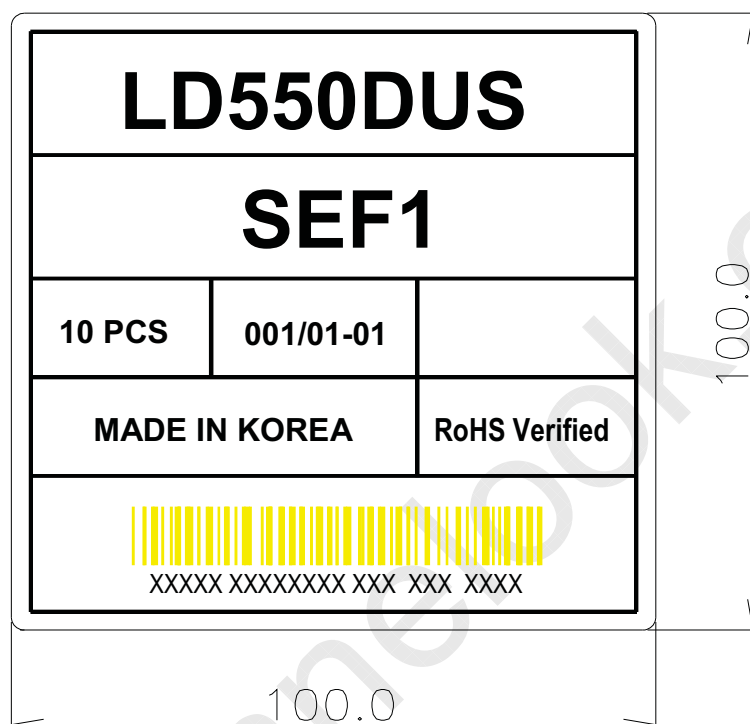 LD550DUS
SEF1
10 PCS 001/01-01
MADE IN KOREA RoHS Verified
XXXXX XXXXXXXX XXX XXX XXXX
100.0
100.0